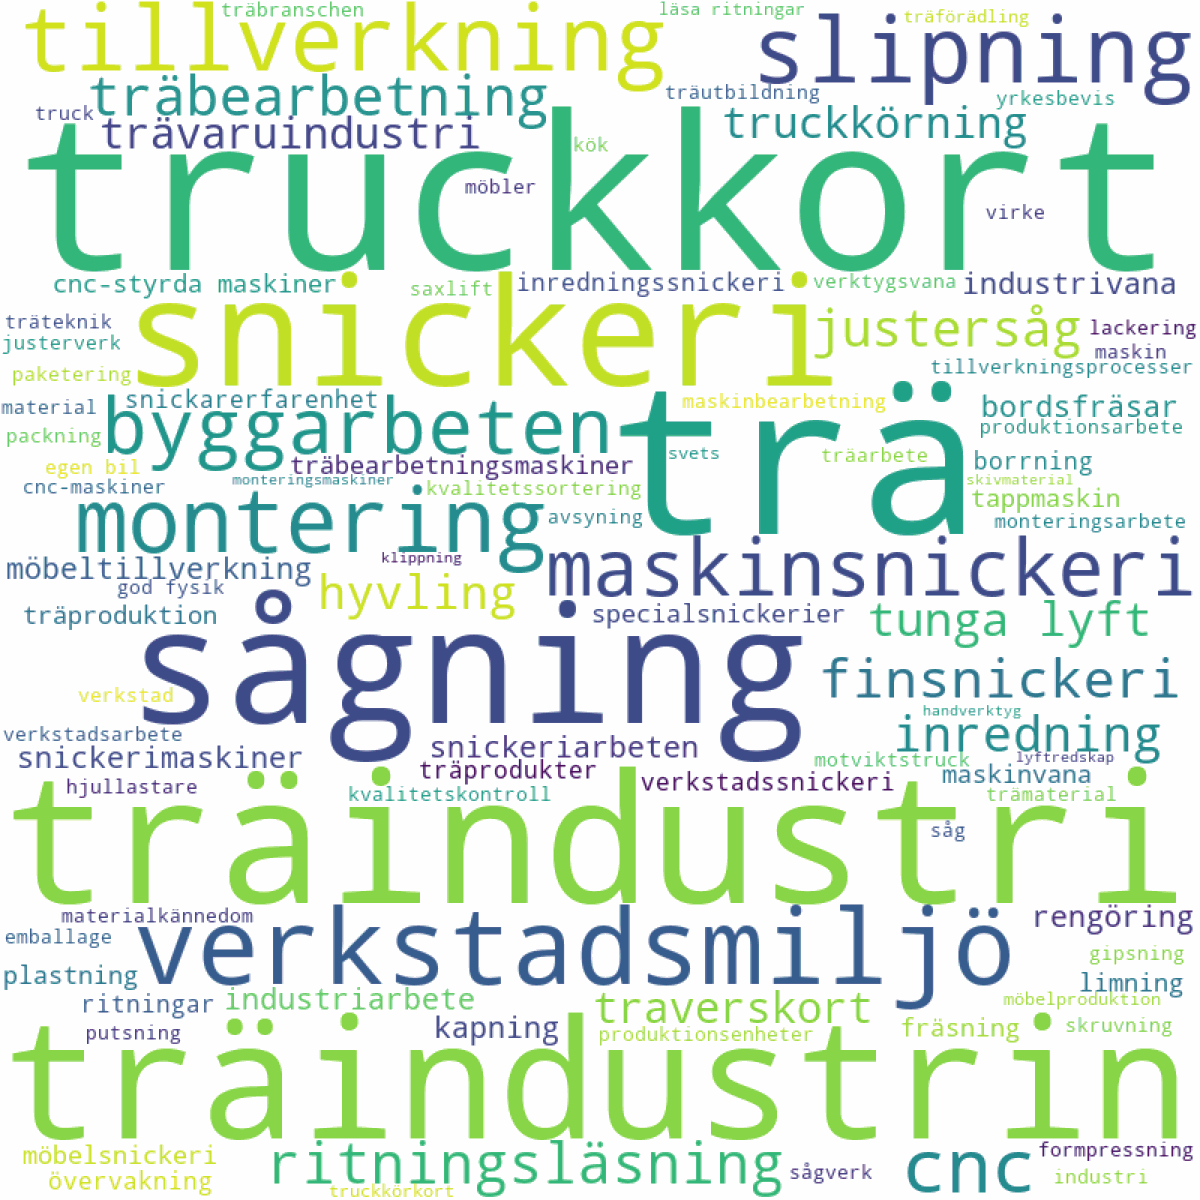 träbranschen
läsa ritningar
träförädling
tillverkning
slipning
träbearbetning
träutbildning
yrkesbevis
truck
trävaruindustri
truckkörning
truckkort
kök
möbler
virke
cnc-styrda maskiner
saxlift
inredningssnickeri
verktygsvana
industrivana
träteknik
snickeri
justersåg
lackering
justerverk
maskin
paketering
tillverkningsprocesser
material
snickarerfarenhet
maskinbearbetning
bordsfräsar
packning
byggarbeten
trä
produktionsarbete
egen bil
träbearbetningsmaskiner
svets
träarbete
borrning
cnc-maskiner
monteringsmaskiner
kvalitetssortering
skivmaterial
tappmaskin
montering
avsyning
monteringsarbete
klippning
möbeltillverkning
maskinsnickeri
god fysik
hyvling
träproduktion
specialsnickerier
tunga lyft
sågning
finsnickeri
verkstad
handverktyg
verkstadsarbete
inredning
snickerimaskiner
snickeriarbeten
motviktstruck
lyftredskap
träprodukter
maskinvana
hjullastare
kvalitetskontroll
verkstadssnickeri
trämaterial
träindustri
såg
materialkännedom
rengöring
emballage
verkstadsmiljö
gipsning
plastning
limning
ritningar
industriarbete
traverskort
möbelproduktion
putsning
kapning
produktionsenheter
fräsning
skruvning
träindustrin
möbelsnickeri
ritningsläsning
formpressning
övervakning
sågverk
cnc
industri
truckkörkort